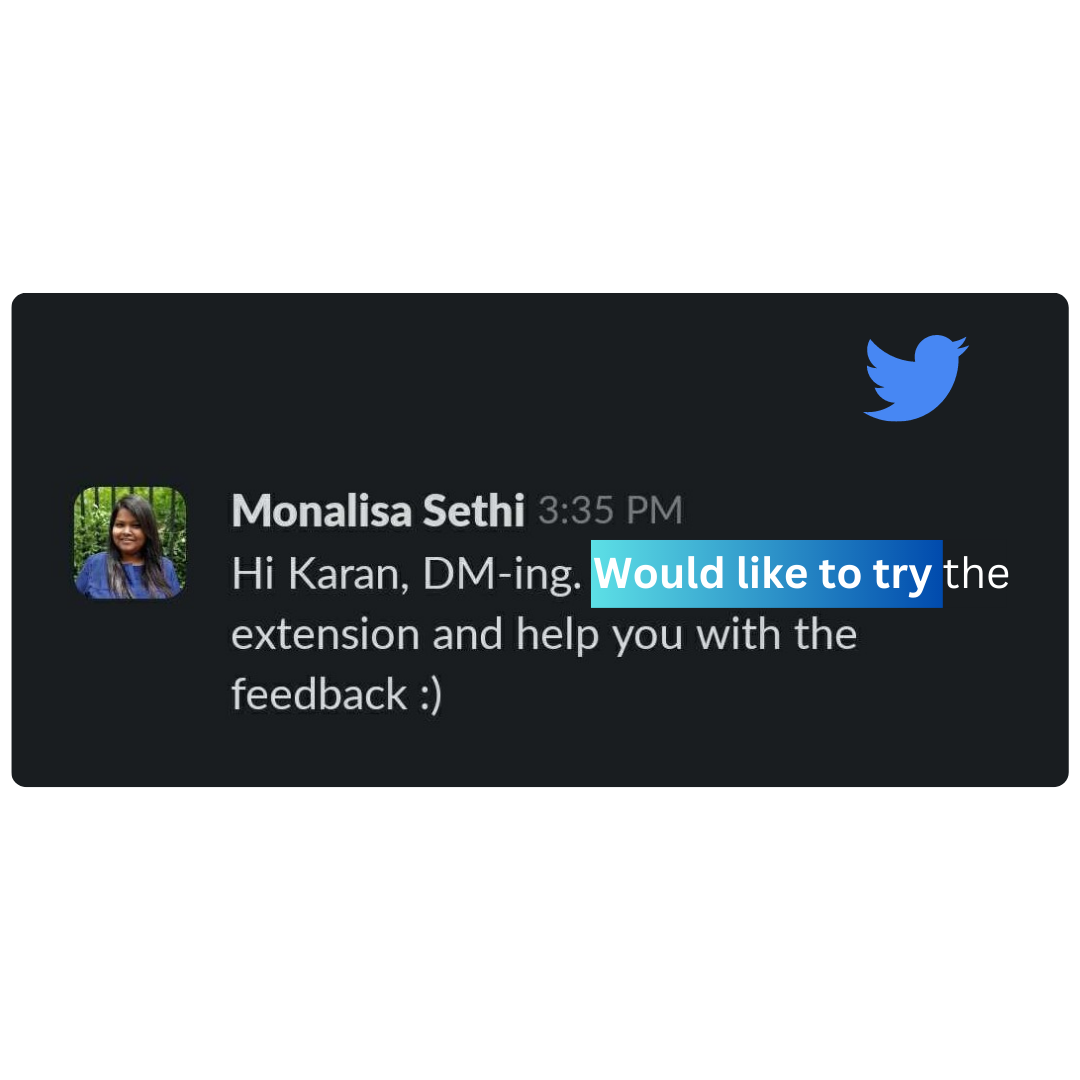 Monalisa Sethi 3:35 PM
Hi Karan, DM-ing. Would like to try the
extension and help you with the
feedback :)